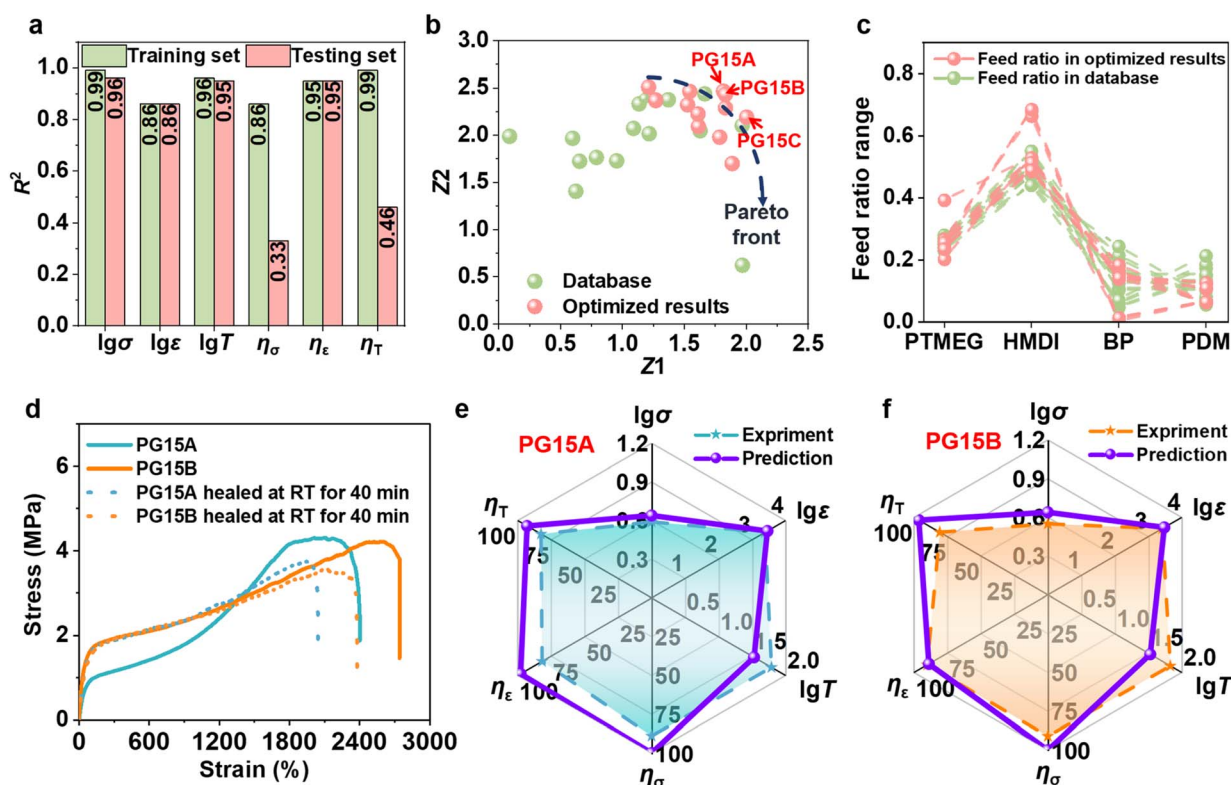 a
Training set
Testing set
R²
1.0
0.8
0.6
0.4
0.2
0.0
0.99
0.96
0.86
0.86
0.96
0.95
0.86
0.33
0.95
0.95
0.99
0.46
lgσ
lgε
lgT
ησ
ηε
ηT
b
Z2
3.0
2.5
2.0
1.5
1.0
0.5
0.0
PG15A
PG15B
PG15C
Pareto
front
Database
Optimized results
0.0
0.5
1.0
1.5
2.0
2.5
Z1
c
Feed ratio in optimized results
Feed ratio in database
Feed ratio range
0.8
0.6
0.4
0.2
0.0
PTMEG
HMDI
BP
PDM
d
Stress (MPa)
6
4
2
0
PG15A
PG15B
PG15A healed at RT for 40 min
PG15B healed at RT for 40 min
0
600
1200
1800
2400
3000
Strain (%)
e
lgσ
PG15A
Expriment
Prediction
1.2
0.9
0.6
0.3
ηT
100
75
50
25
4
lgε
3
2
1
0.5
1.0
1.5
2.0
lgT
25
50
75
100
ηε
25
50
75
100
ησ
f
lgσ
PG15B
Expriment
Prediction
1.2
0.9
0.6
0.3
ηT
100
75
50
25
4
lgε
3
2
1
0.5
1.0
1.5
2.0
lgT
25
50
75
100
ηε
25
50
75
100
ησ